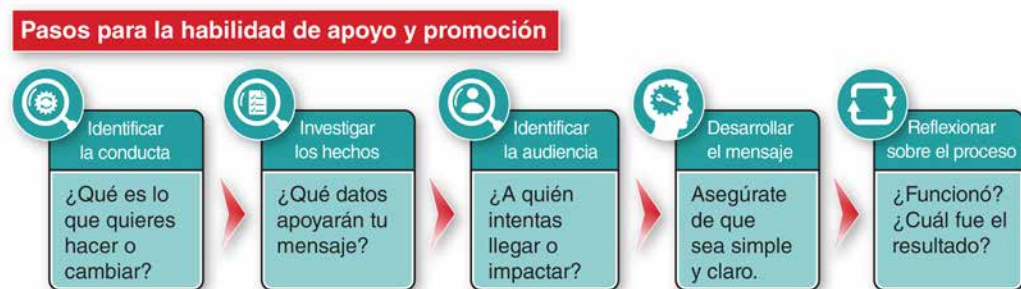 Pasos para la habilidad de apoyo y promoción
Identificar
la conducta
¿Qué es lo
que quieres
hacer o
cambiar?
Investigar
los hechos
¿Qué datos
apoyarán tu
mensaje?
Identificar
la audiencia
¿A quién
intentas
llegar o
impactar?
Desarrollar
el mensaje
Asegúrate
de que
sea simple
y claro.
Reflexionar
sobre el proceso
¿Funcionó?
¿Cuál fue el
resultado?